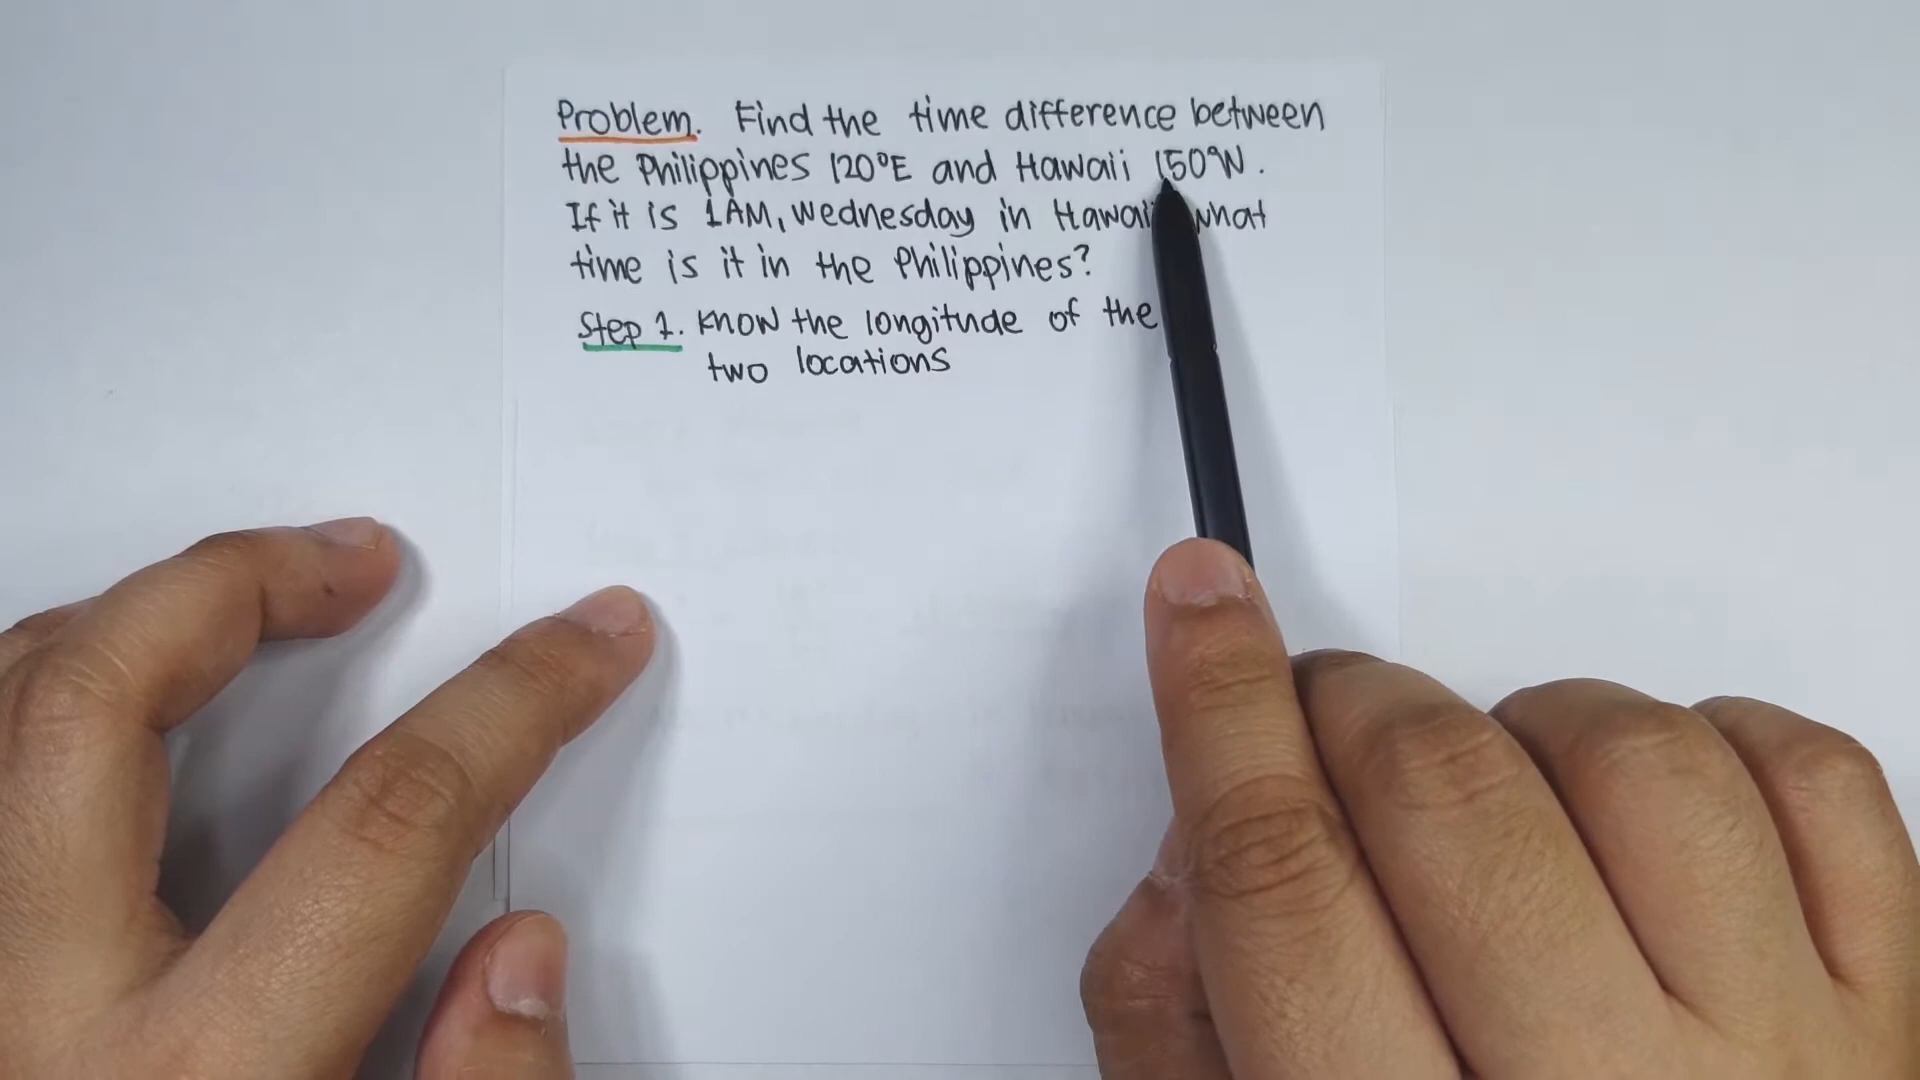 Problem. Find the time difference between
the Philippines 120°E and Hawaii 150°W.
If it is 1AM, Wednesday in Hawaii what
time is it in the Philippines?
Step 1. Know the longitude of the
two locations